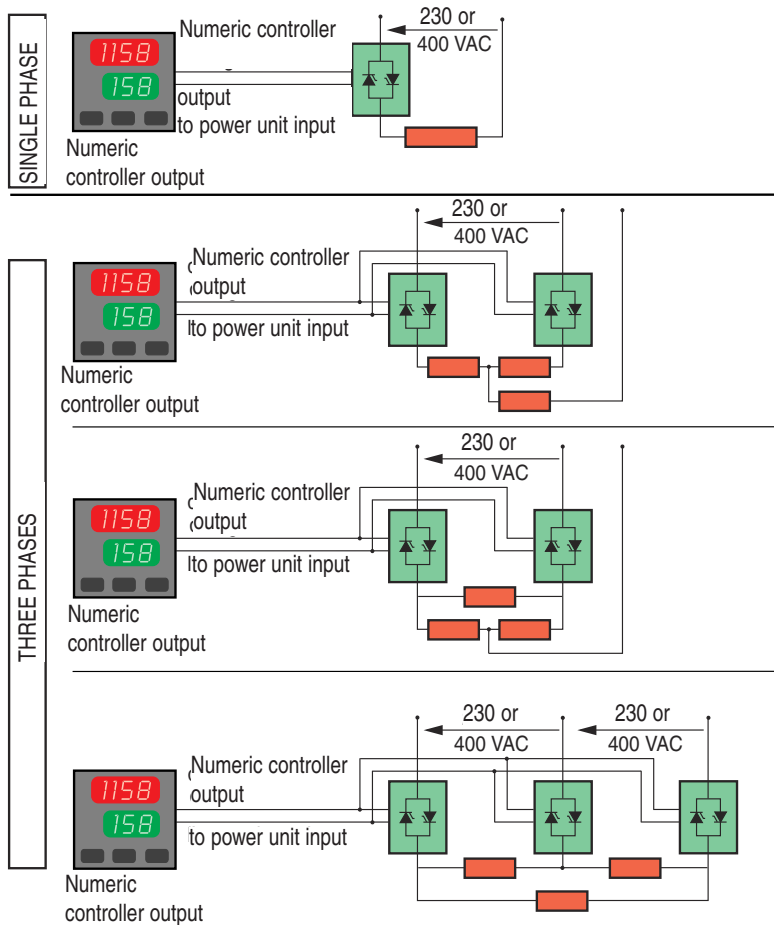 SINGLE PHASE
1158
158
Numeric controller
output
to power unit input
Numeric
controller output
230 or
400 VAC
THREE PHASES
1158
158
Numeric controller
output
to power unit input
Numeric
controller output
230 or
400 VAC
1158
158
Numeric controller
output
to power unit input
Numeric
controller output
230 or
400 VAC
1158
158
Numeric controller
output
to power unit input
Numeric
controller output
230 or
400 VAC
230 or
400 VAC